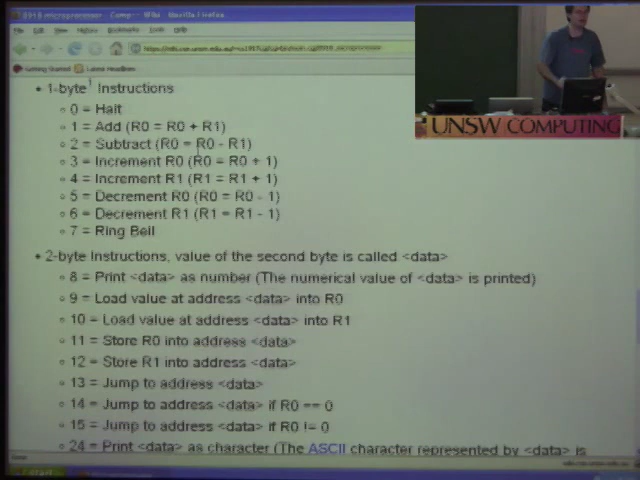 UNSW COMPUTING
Getting Started Latest Headlines
• 1-byte¹ Instructions
0 = Halt
1 = Add (R0 = R0 + R1)
2 = Subtract (R0 = R0 - R1)
3 = Increment R0 (R0 = R0 + 1)
4 = Increment R1 (R1 = R1 + 1)
5 = Decrement R0 (R0 = R0 - 1)
6 = Decrement R1 (R1 = R1 - 1)
7 = Ring Bell
• 2-byte Instructions, value of the second byte is called <data>
8 = Print <data> as number (The numerical value of <data> is printed)
9 = Load value at address <data> into R0
10 = Load value at address <data> into R1
11 = Store R0 into address <data>
12 = Store R1 into address <data>
13 = Jump to address <data>
14 = Jump to address <data> if R0 == 0
15 = Jump to address <data> if R0 != 0
24 = Print <data> as character (The ASCII character represented by <data> is
start